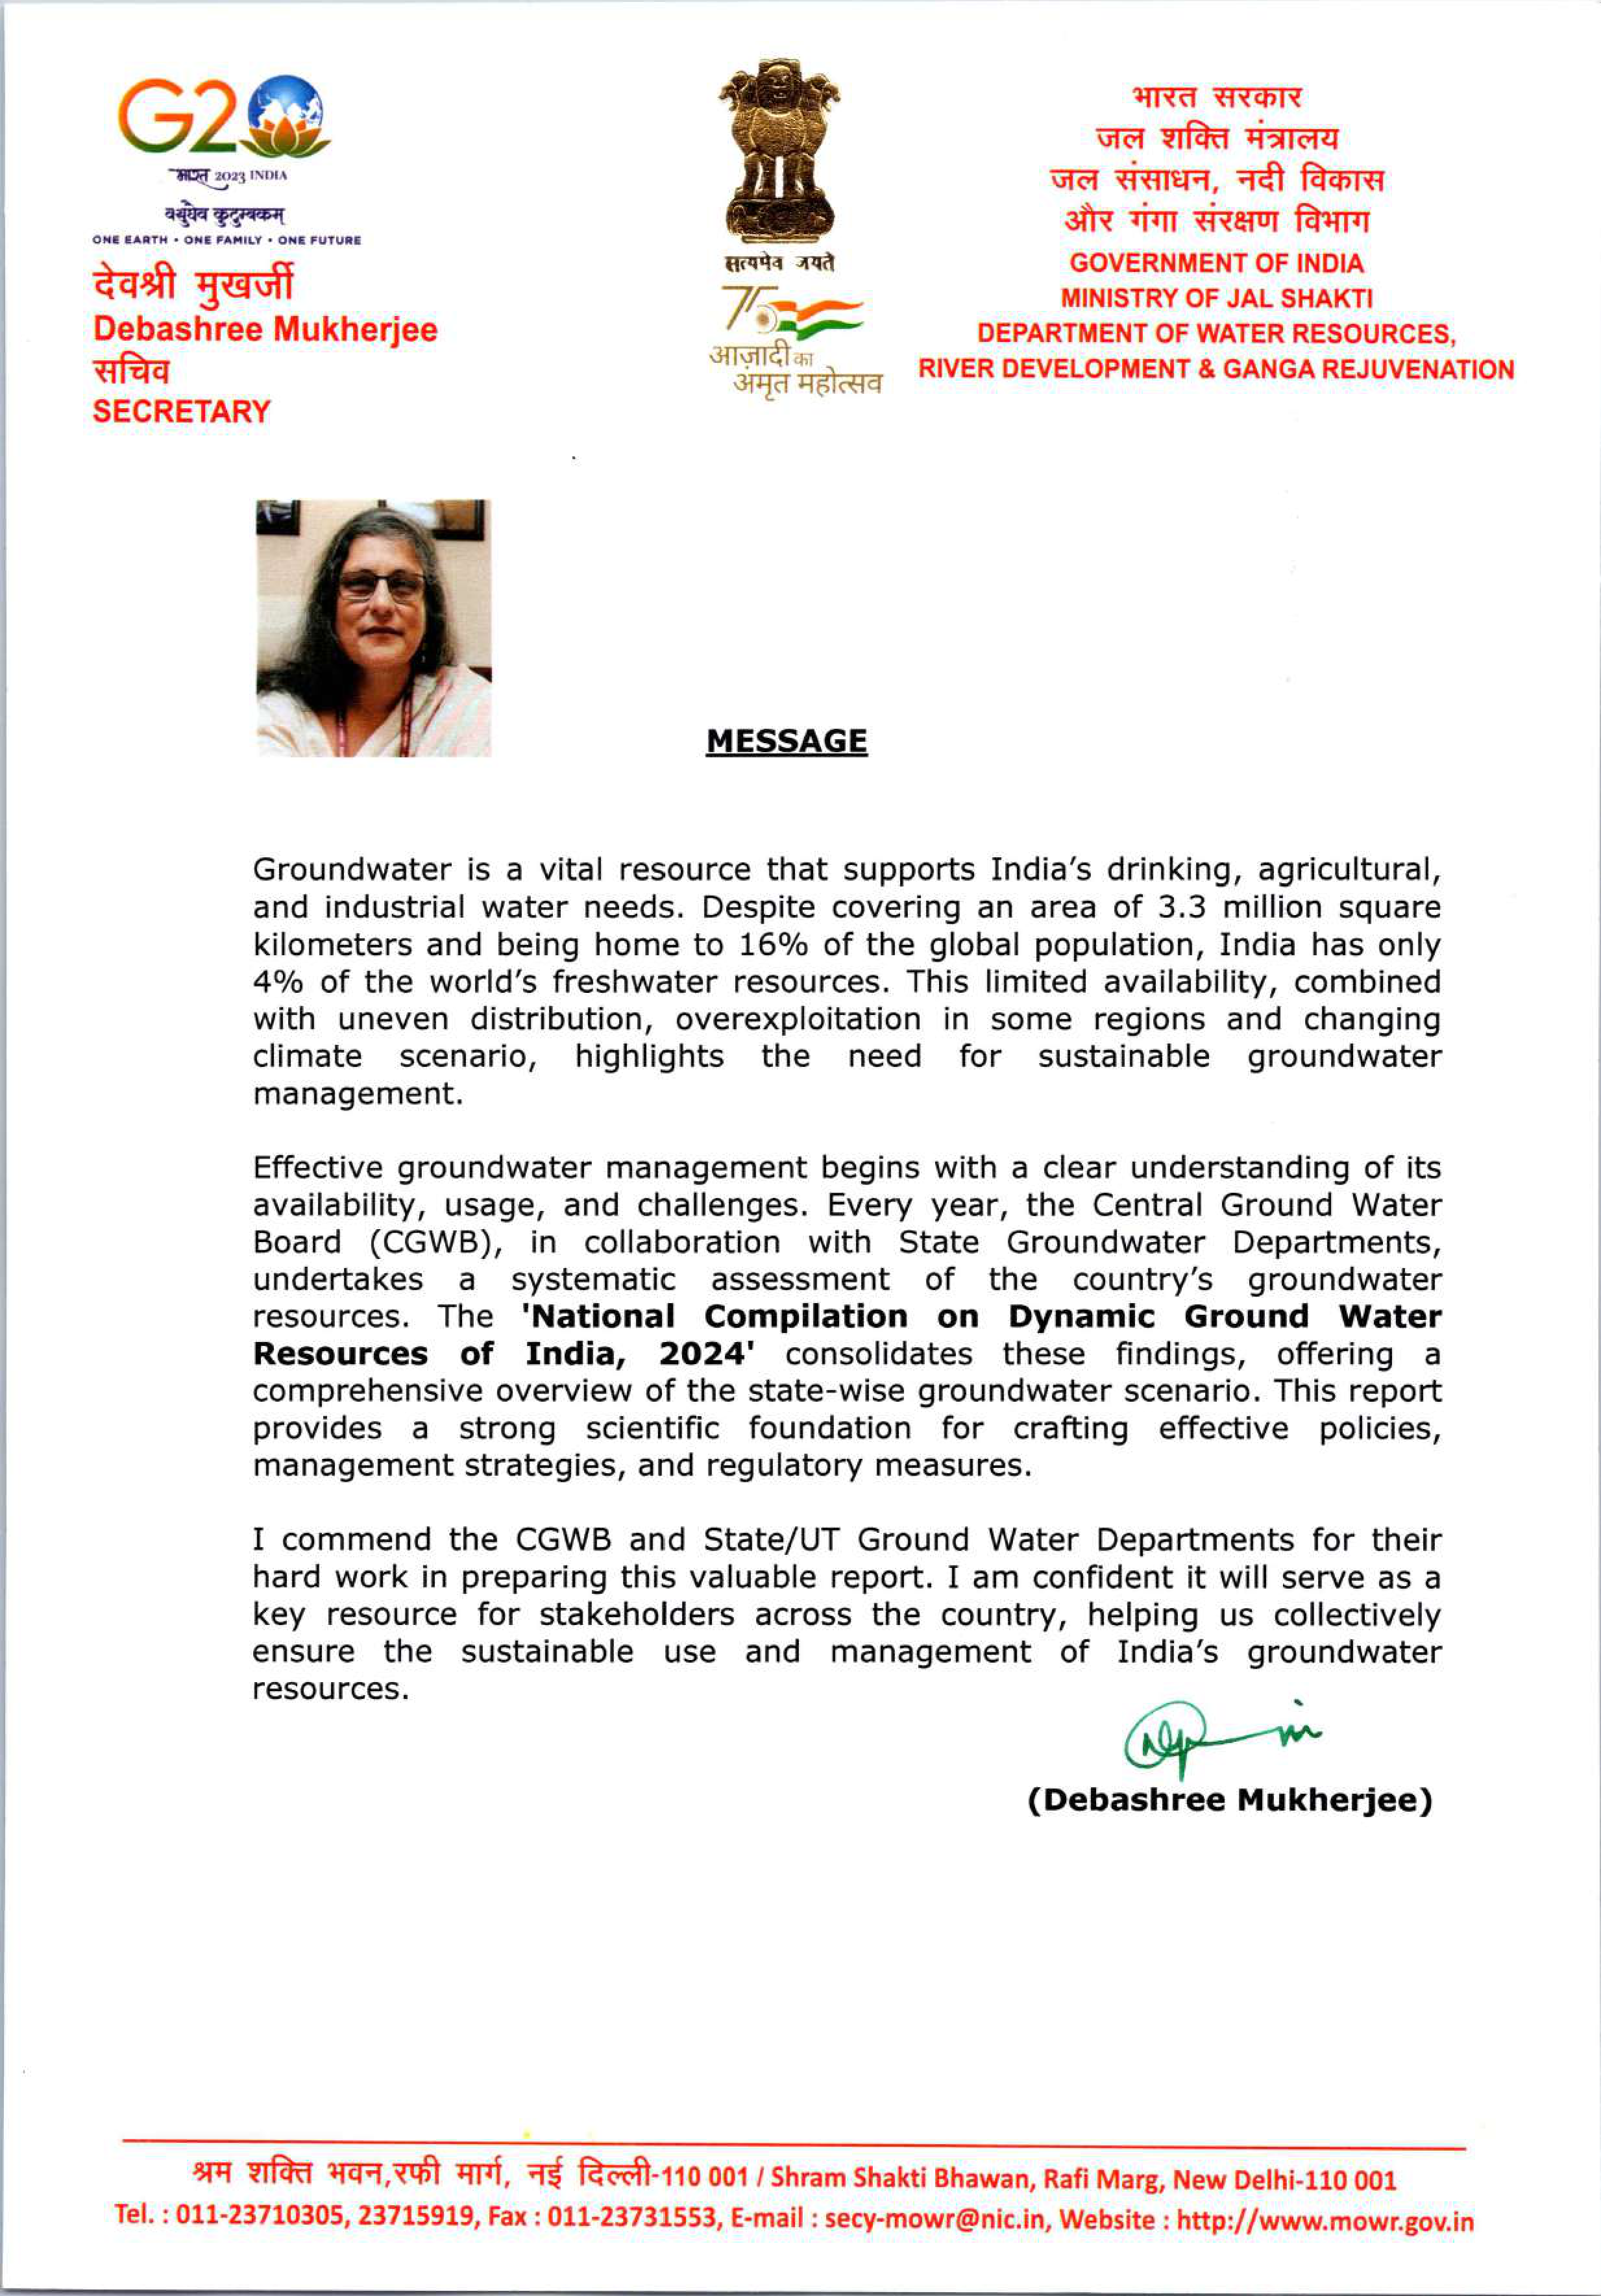 G20
भारत 2023 INDIA
वसुधैव कुटुम्बकम्
ONE EARTH • ONE FAMILY • ONE FUTURE
देवश्री मुखर्जी
Debashree Mukherjee
सचिव
SECRETARY
सत्यमेव जयते
75
आज़ादी का
अमृत महोत्सव
भारत सरकार
जल शक्ति मंत्रालय
जल संसाधन, नदी विकास
और गंगा संरक्षण विभाग
GOVERNMENT OF INDIA
MINISTRY OF JAL SHAKTI
DEPARTMENT OF WATER RESOURCES,
RIVER DEVELOPMENT & GANGA REJUVENATION
MESSAGE
Groundwater is a vital resource that supports India's drinking, agricultural,
and industrial water needs. Despite covering an area of 3.3 million square
kilometers and being home to 16% of the global population, India has only
4% of the world's freshwater resources. This limited availability, combined
with uneven distribution, overexploitation in some regions and changing
climate scenario, highlights the need for sustainable groundwater
management.
Effective groundwater management begins with a clear understanding of its
availability, usage, and challenges. Every year, the Central Ground Water
Board (CGWB), in collaboration with State Groundwater Departments,
undertakes a systematic assessment of the country's groundwater
resources. The 'National Compilation on Dynamic Ground Water
Resources of India, 2024' consolidates these findings, offering a
comprehensive overview of the state-wise groundwater scenario. This report
provides a strong scientific foundation for crafting effective policies,
management strategies, and regulatory measures.
I commend the CGWB and State/UT Ground Water Departments for their
hard work in preparing this valuable report. I am confident it will serve as a
key resource for stakeholders across the country, helping us collectively
ensure the sustainable use and management of India's groundwater
resources.
(Debashree Mukherjee)
श्रम शक्ति भवन,रफी मार्ग, नई दिल्ली-110 001 / Shram Shakti Bhawan, Rafi Marg, New Delhi-110 001
Tel. : 011-23710305, 23715919, Fax : 011-23731553, E-mail : secy-mowr@nic.in, Website : http://www.mowr.gov.in